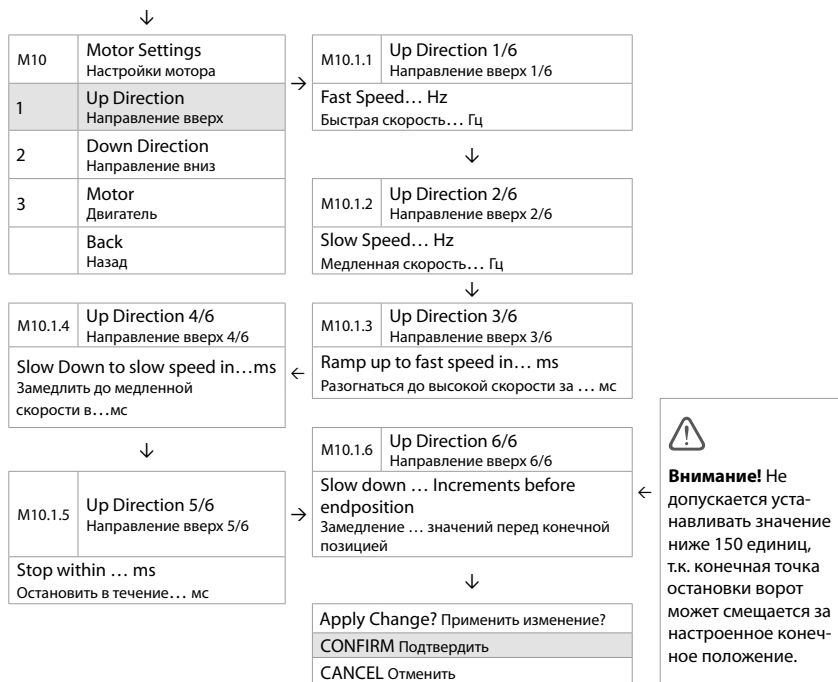 ↓
M10 Motor Settings
Настройки мотора
1 Up Direction
Направление вверх
2 Down Direction
Направление вниз
3 Motor
Двигатель
Back
Назад
→
M10.1.1 Up Direction 1/6
Направление вверх 1/6
Fast Speed… Hz
Быстрая скорость… Гц
↓
M10.1.2 Up Direction 2/6
Направление вверх 2/6
Slow Speed… Hz
Медленная скорость… Гц
↓
M10.1.3 Up Direction 3/6
Направление вверх 3/6
Ramp up to fast speed in… ms
Разогнаться до высокой скорости за … мс
←
M10.1.4 Up Direction 4/6
Направление вверх 4/6
Slow Down to slow speed in…ms
Замедлить до медленной
скорости в…мс
↓
M10.1.5 Up Direction 5/6
Направление вверх 5/6
Stop within … ms
Остановить в течение… мс
→
M10.1.6 Up Direction 6/6
Направление вверх 6/6
Slow down … Increments before
endposition
Замедление … значений перед конечной
позицией
←
Внимание! Не
допускается уста-
навливать значение
ниже 150 единиц,
т.к. конечная точка
остановки ворот
может смещается за
настроенное конеч-
ное положение.
↓
Apply Change? Применить изменение?
CONFIRM Подтвердить
CANCEL Отменить